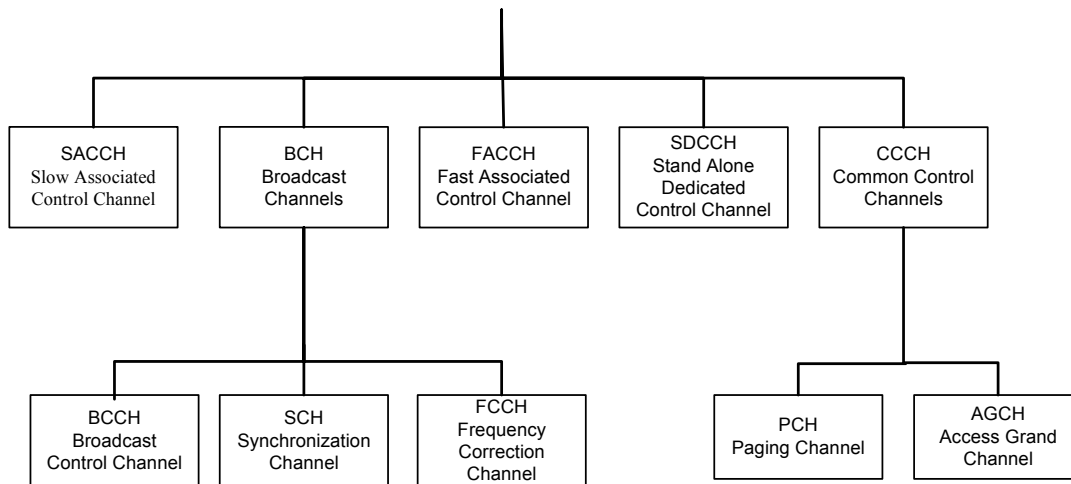 SACCH
Slow Associated
Control Channel
BCH
Broadcast
Channels
FACCH
Fast Associated
Control Channel
SDCCH
Stand Alone
Dedicated
Control Channel
CCCH
Common Control
Channels
BCCH
Broadcast
Control Channel
SCH
Synchronization
Channel
FCCH
Frequency
Correction
Channel
PCH
Paging Channel
AGCH
Access Grand
Channel